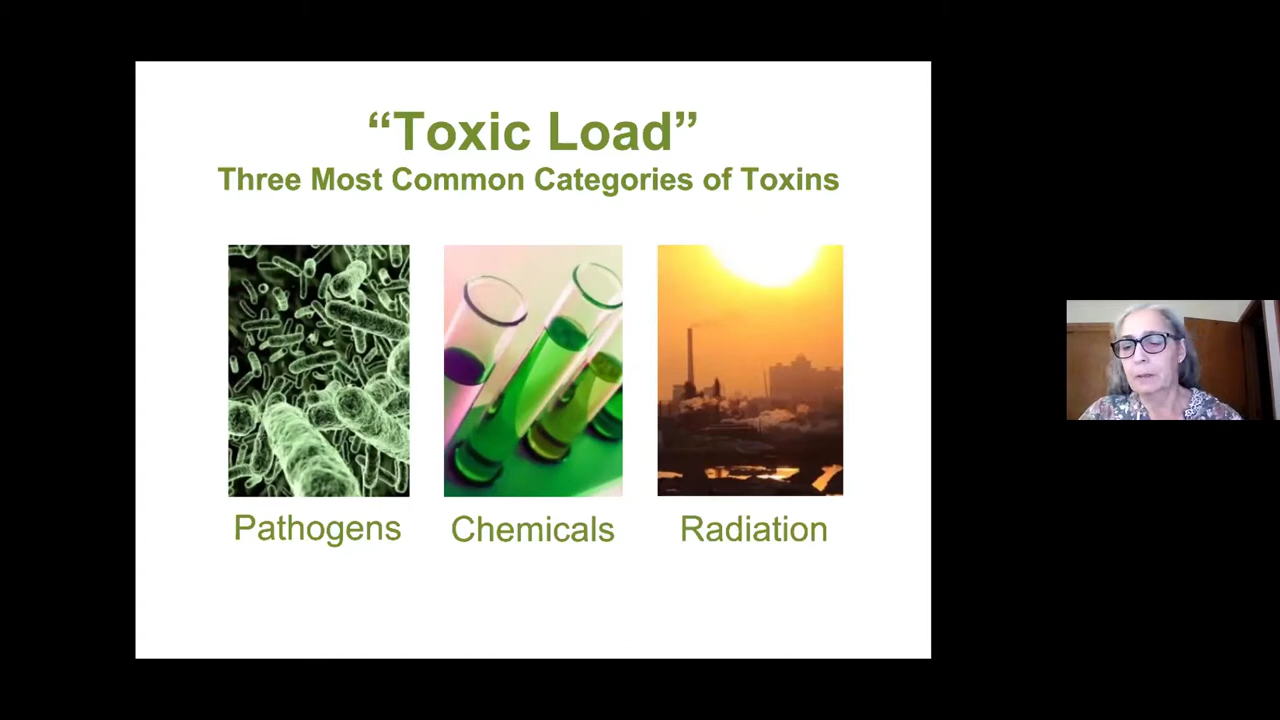 “Toxic Load”
Three Most Common Categories of Toxins
Pathogens
Chemicals
Radiation